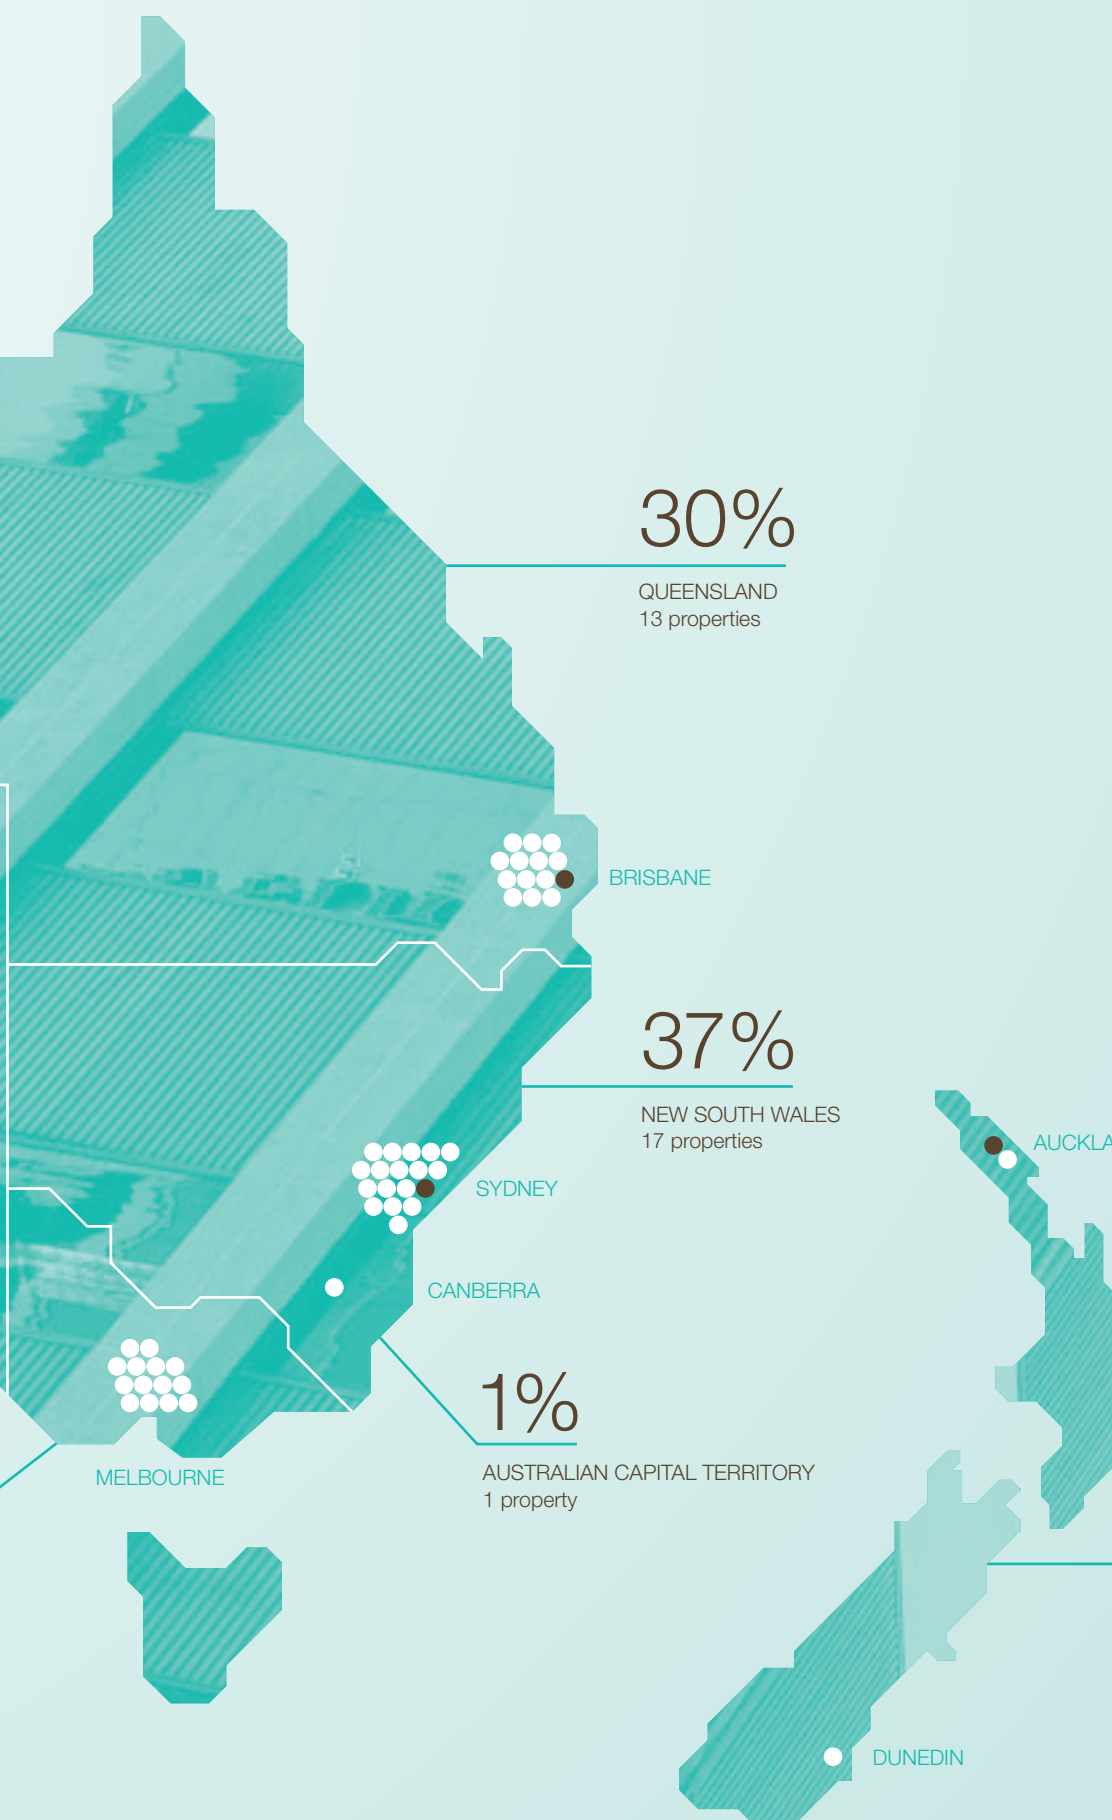 30%
QUEENSLAND
13 properties
BRISBANE
37%
NEW SOUTH WALES
17 properties
AUCKLA
SYDNEY
CANBERRA
1%
AUSTRALIAN CAPITAL TERRITORY
1 property
MELBOURNE
DUNEDIN